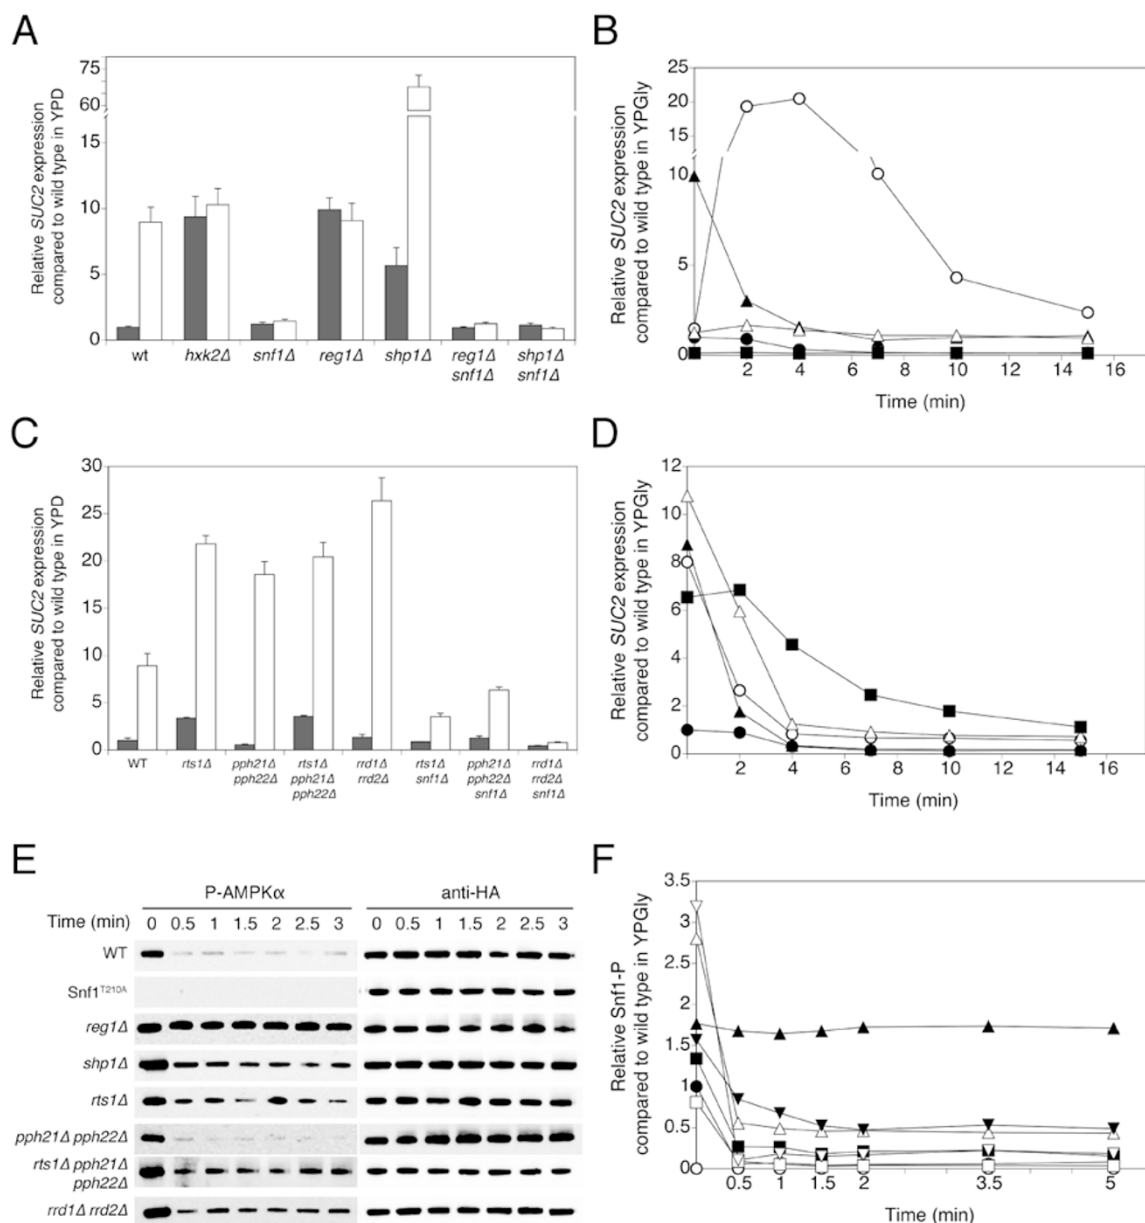 A
Relative SUC2 expression
compared to wild type in YPD
75
60
15
10
5
0
wt
hxk2Δ
snf1Δ
reg1Δ
shp1Δ
reg1Δ
snf1Δ
shp1Δ
snf1Δ
B
Relative SUC2 expression
compared to wild type in YPGly
25
20
15
10
5
0
2
4
6
8
10
12
14
16
Time (min)
C
Relative SUC2 expression
compared to wild type in YPD
30
25
20
15
10
5
0
WT
rts1Δ
pph21Δ
pph22Δ
rts1Δ
pph21Δ
pph22Δ
rrd1Δ
rrd2Δ
rts1Δ
snf1Δ
pph21Δ
pph22Δ
snf1Δ
rrd1Δ
rrd2Δ
snf1Δ
D
Relative SUC2 expression
compared to wild type in YPGly
12
10
8
6
4
2
0
2
4
6
8
10
12
14
16
Time (min)
E
P-AMPKα anti-HA
Time (min) 0 0.5 1 1.5 2 2.5 3 0 0.5 1 1.5 2 2.5 3
WT
Snf1T210A
reg1Δ
shp1Δ
rts1Δ
pph21Δ pph22Δ
rts1Δ pph21Δ
pph22Δ
rrd1Δ rrd2Δ
F
Relative Snf1-P
compared to wild type in YPGly
3.5
3
2.5
2
1.5
1
0.5
0
0.5
1
1.5
2
3.5
5
Time (min)